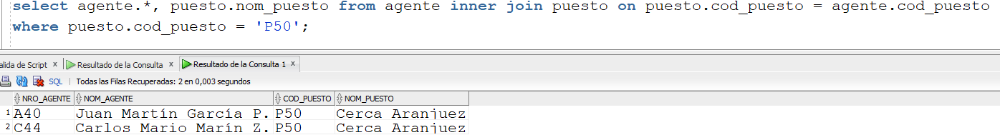 select agente.*, puesto.nom_puesto from agente inner join puesto on puesto.cod_puesto = agente.cod_puesto
where puesto.cod_puesto = 'P50';
alida de Script x Resultado de la Consulta x Resultado de la Consulta 1 x
SQL | Todas las Filas Recuperadas: 2 en 0,003 segundos
NRO_AGENTE NOM_AGENTE COD_PUESTO NOM_PUESTO
1 A40 Juan Martín García P. P50 Cerca Aranjuez
2 C44 Carlos Mario Marín Z. P50 Cerca Aranjuez